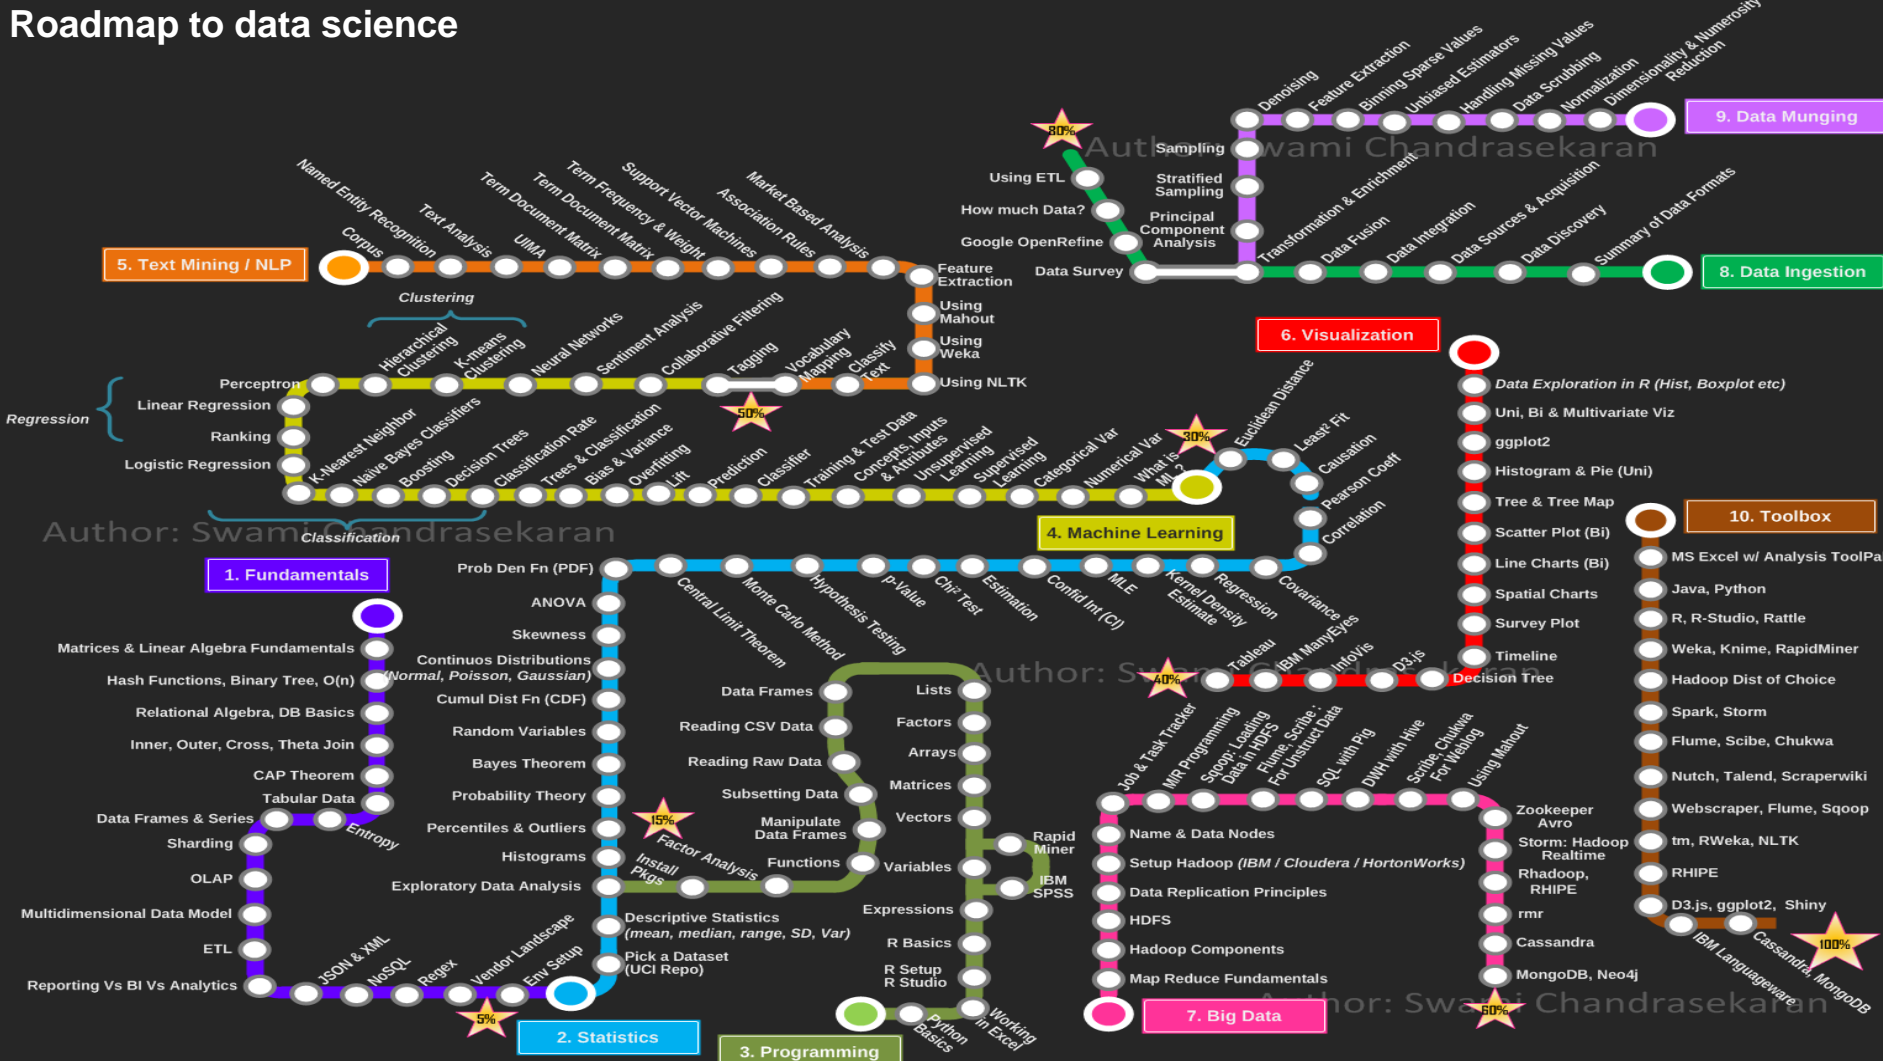 Roadmap to data science
1. Fundamentals
Matrices & Linear Algebra Fundamentals
Hash Functions, Binary Tree, O(n)
Relational Algebra, DB Basics
Inner, Outer, Cross, Theta Join
CAP Theorem
Tabular Data
Entropy
Data Frames & Series
Sharding
OLAP
Multidimensional Data Model
ETL
Reporting Vs BI Vs Analytics
JSON & XML
NoSQL
Regex
Vendor Landscape
Env Setup
5%
2. Statistics
Pick a Dataset
(UCI Repo)
Descriptive Statistics
(mean, median, range, SD, Var)
Exploratory Data Analysis
Histograms
Percentiles & Outliers
Probability Theory
Bayes Theorem
Random Variables
Cumul Dist Fn (CDF)
Continuos Distributions
(Normal, Poisson, Gaussian)
Skewness
ANOVA
Prob Den Fn (PDF)
Central Limit Theorem
Monte Carlo Method
Hypothesis Testing
p-Value
Chi² Test
Estimation
Confid Int (CI)
MLE
Kernel Density
Estimate
Regression
Covariance
Correlation
Pearson Coeff
Causation
Least² Fit
Euclidean Distance
30%
3. Programming
Python
Basics
Working
in Excel
R Setup
R Studio
R Basics
Expressions
IBM
SPSS
Rapid
Miner
Variables
Vectors
Matrices
Arrays
Factors
Lists
Data Frames
Reading CSV Data
Reading Raw Data
Subsetting Data
Manipulate
Data Frames
Functions
Factor Analysis
Install
Pkgs
15%
4. Machine Learning
What is
ML?
Numerical Var
Categorical Var
Supervised
Learning
Unsupervised
Learning
Concepts, Inputs
& Attributes
Training & Test Data
Classifier
Prediction
Lift
Overfitting
Bias & Variance
Trees & Classification
Classification Rate
Decision Trees
Boosting
Naïve Bayes Classifiers
K-Nearest Neighbor
Classification
Logistic Regression
Ranking
Linear Regression
Perceptron
Regression
Hierarchical
Clustering
K-means
Clustering
Clustering
Neural Networks
Sentiment Analysis
Collaborative Filtering
Tagging
50%
5. Text Mining / NLP
Corpus
Named Entity Recognition
Text Analysis
UIMA
Term Document Matrix
Term Document Matrix
Term Frequency & Weight
Support Vector Machines
Association Rules
Market Based Analysis
Feature
Extraction
Using
Mahout
Using
Weka
Using NLTK
Classify
Text
Vocabulary
Mapping
6. Visualization
Data Exploration in R (Hist, Boxplot etc)
Uni, Bi & Multivariate Viz
ggplot2
Histogram & Pie (Uni)
Tree & Tree Map
Scatter Plot (Bi)
Line Charts (Bi)
Spatial Charts
Survey Plot
Timeline
Decision Tree
D3.js
InfoVis
IBM ManyEyes
Tableau
40%
7. Big Data
Map Reduce Fundamentals
Hadoop Components
HDFS
Data Replication Principles
Setup Hadoop (IBM / Cloudera / HortonWorks)
Name & Data Nodes
Job & Task Tracker
M/R Programming
Sqoop: Loading
Data in HDFS
Flume, Scribe:
For Unstruct Data
SQL with Pig
DWH with Hive
Scribe, Chukwa
For Weblog
Using Mahout
Zookeeper
Avro
Storm: Hadoop
Realtime
Rhadoop,
RHIPE
rmr
Cassandra
MongoDB, Neo4j
60%
8. Data Ingestion
Summary of Data Formats
Data Discovery
Data Sources & Acquisition
Data Integration
Data Fusion
Transformation & Enrichment
Data Survey
Google OpenRefine
How much Data?
Using ETL
80%
9. Data Munging
Dimensionality & Numerosity
Reduction
Normalization
Data Scrubbing
Handling Missing Values
Unbiased Estimators
Binning Sparse Values
Feature Extraction
Denoising
Sampling
Stratified
Sampling
Principal
Component
Analysis
10. Toolbox
MS Excel w/ Analysis ToolPa
Java, Python
R, R-Studio, Rattle
Weka, Knime, RapidMiner
Hadoop Dist of Choice
Spark, Storm
Flume, Scibe, Chukwa
Nutch, Talend, Scraperwiki
Webscraper, Flume, Sqoop
tm, RWeka, NLTK
RHIPE
D3.js, ggplot2, Shiny
IBM Languageware
Cassandra, MongoDB
100%
Author: Swami Chandrasekaran
Author: Swami Chandrasekaran
Author: Swami Chandrasekaran
Author: Swami Chandrasekaran